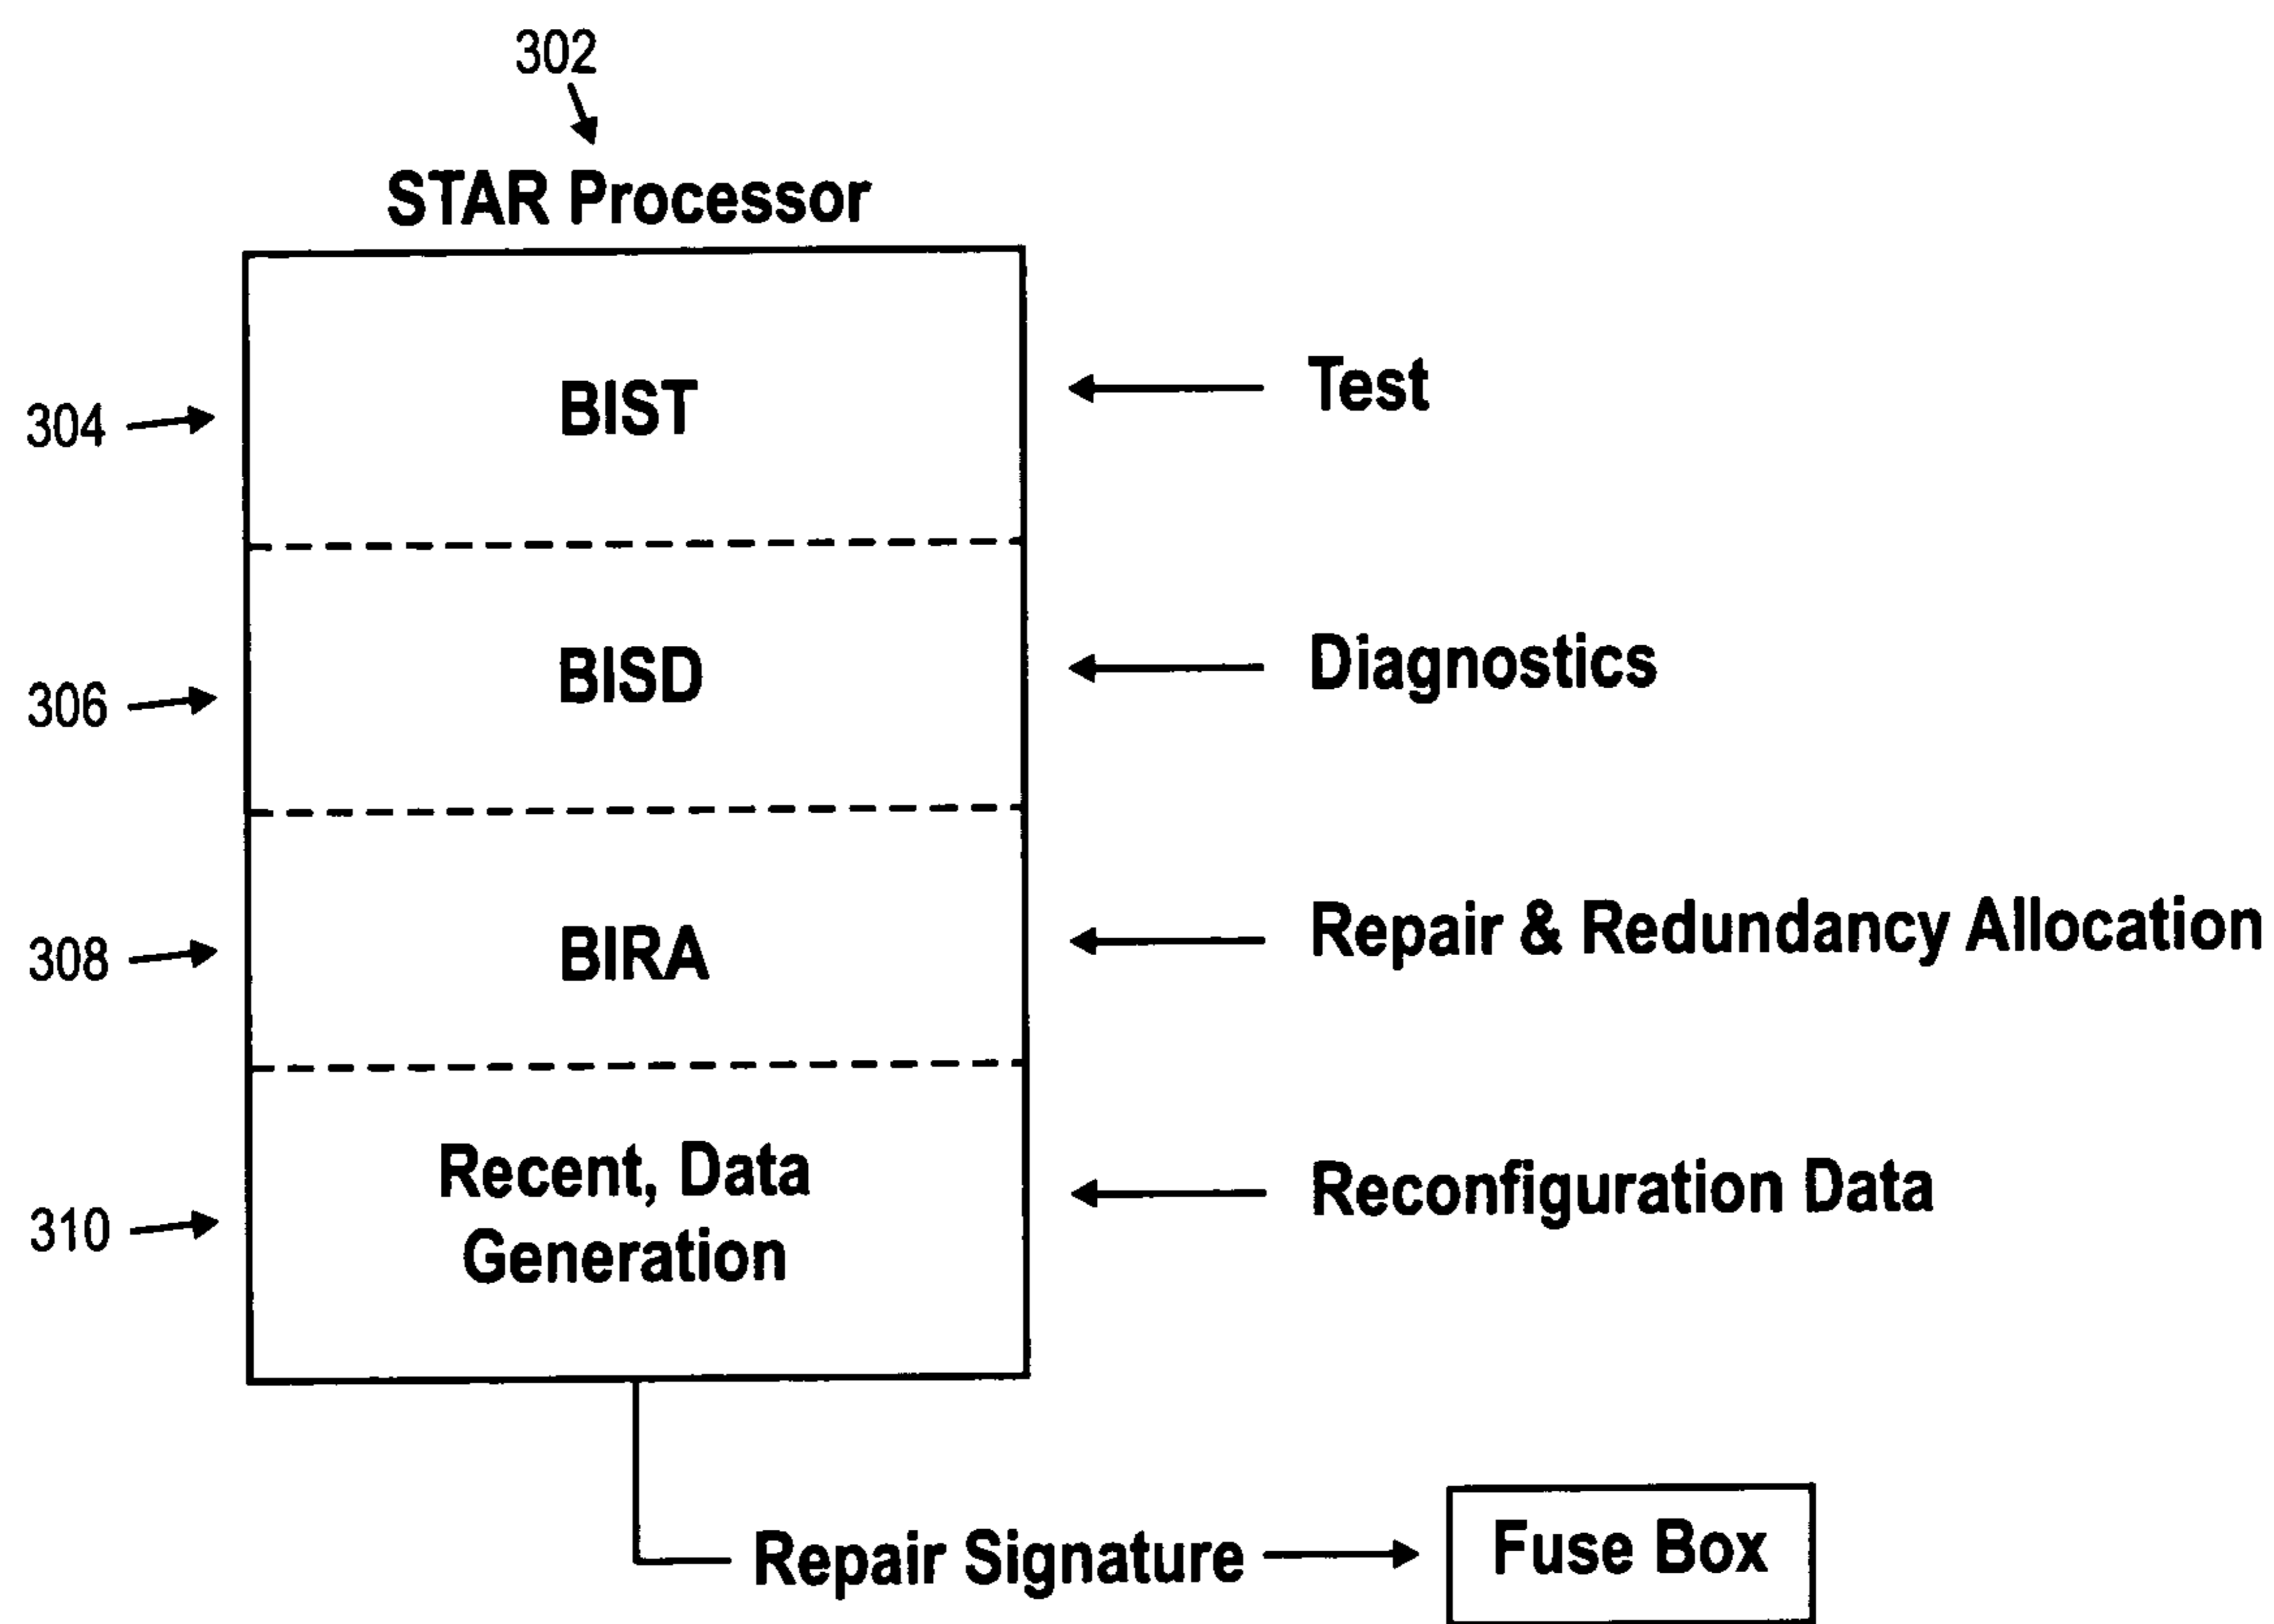 302
STAR Processor
304
BIST
Test
306
BISD
Diagnostics
308
BIRA
Repair & Redundancy Allocation
310
Recent, Data
Generation
Reconfiguration Data
Repair Signature
Fuse Box